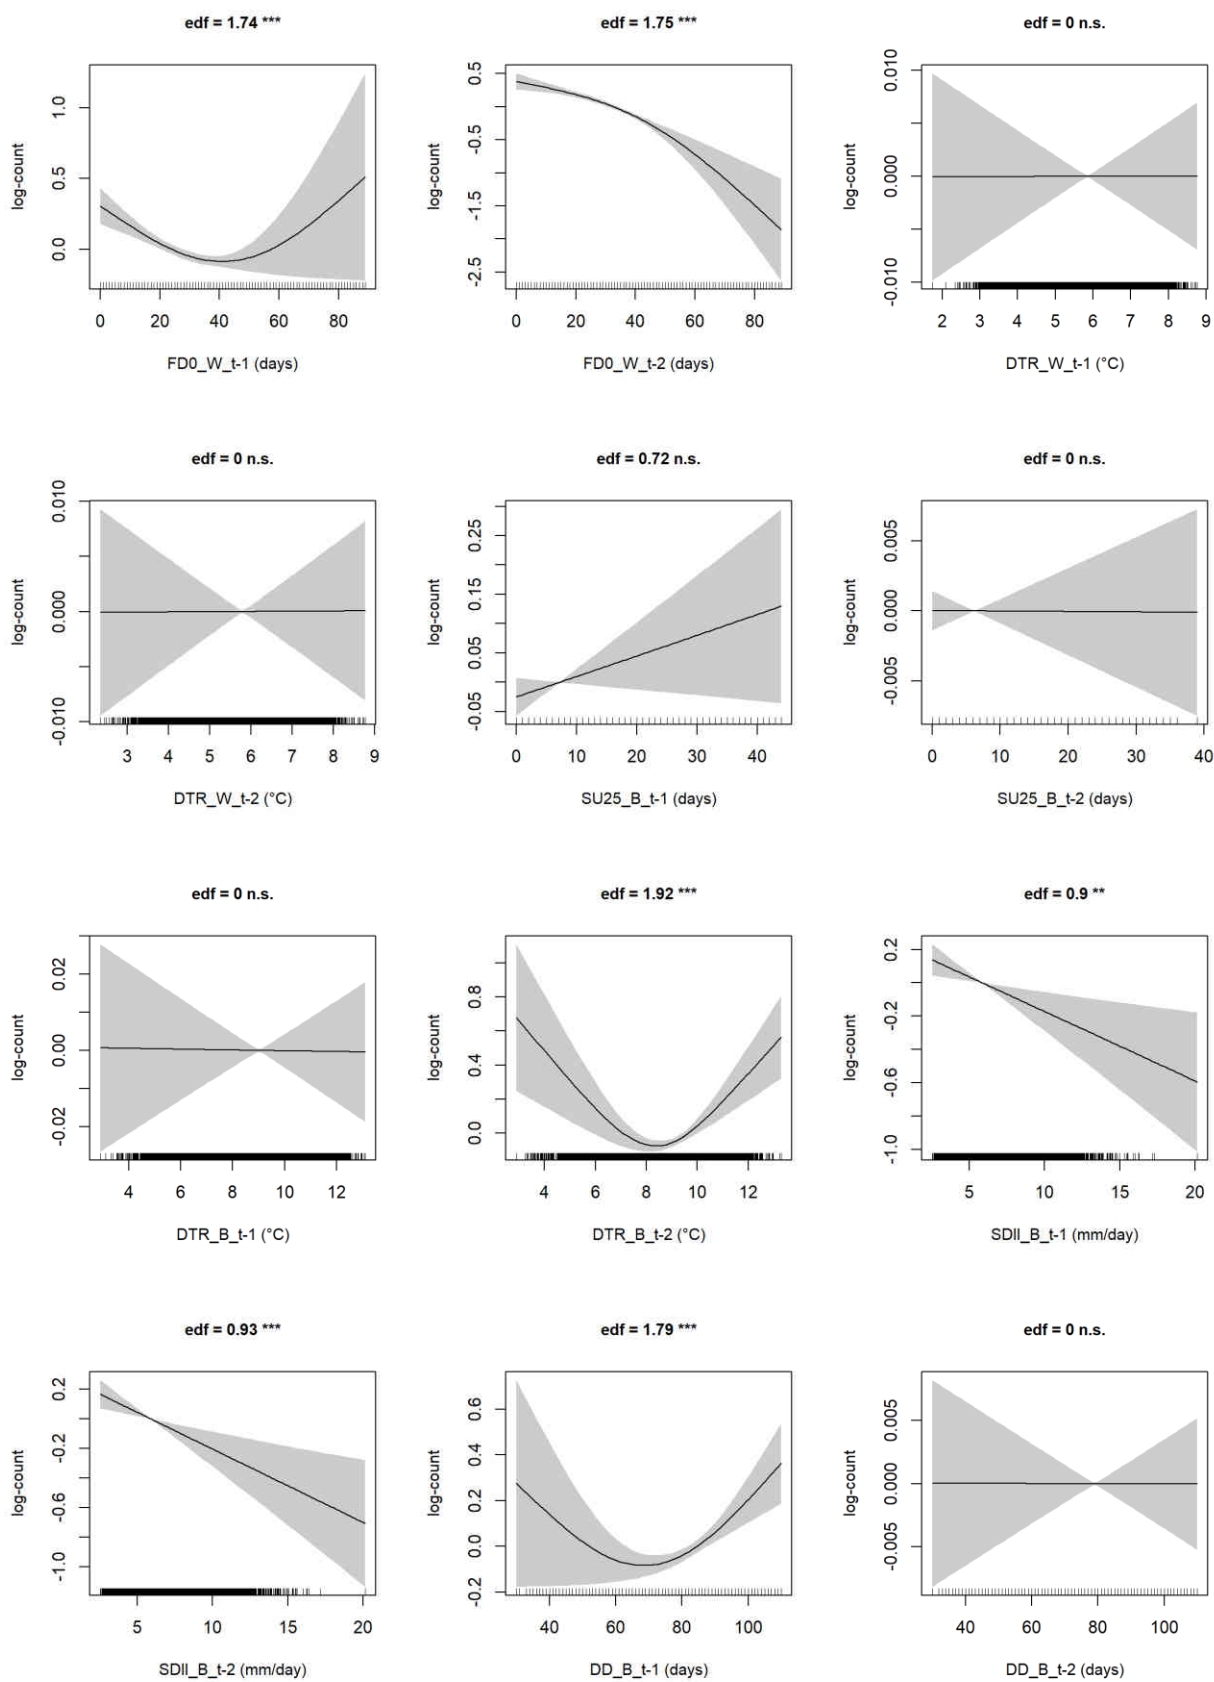 edf = 1.74 ***
log-count
0.0 0.5 1.0
0 20 40 60 80
FD0_W_t-1 (days)
edf = 1.75 ***
log-count
-2.5 -1.5 -0.5 0.5
0 20 40 60 80
FD0_W_t-2 (days)
edf = 0 n.s.
log-count
-0.010 0.000 0.010
2 3 4 5 6 7 8 9
DTR_W_t-1 (°C)
edf = 0 n.s.
log-count
-0.010 0.000 0.010
3 4 5 6 7 8 9
DTR_W_t-2 (°C)
edf = 0.72 n.s.
log-count
-0.05 0.05 0.15 0.25
0 10 20 30 40
SU25_B_t-1 (days)
edf = 0 n.s.
log-count
-0.005 0.000 0.005
0 10 20 30 40
SU25_B_t-2 (days)
edf = 0 n.s.
log-count
-0.02 0.00 0.02
4 6 8 10 12
DTR_B_t-1 (°C)
edf = 1.92 ***
log-count
0.0 0.4 0.8
4 6 8 10 12
DTR_B_t-2 (°C)
edf = 0.9 **
log-count
-1.0 -0.6 -0.2 0.2
5 10 15 20
SDII_B_t-1 (mm/day)
edf = 0.93 ***
log-count
-1.0 -0.6 -0.2 0.2
5 10 15 20
SDII_B_t-2 (mm/day)
edf = 1.79 ***
log-count
-0.2 0.0 0.2 0.4 0.6
40 60 80 100
DD_B_t-1 (days)
edf = 0 n.s.
log-count
-0.005 0.000 0.005
40 60 80 100
DD_B_t-2 (days)